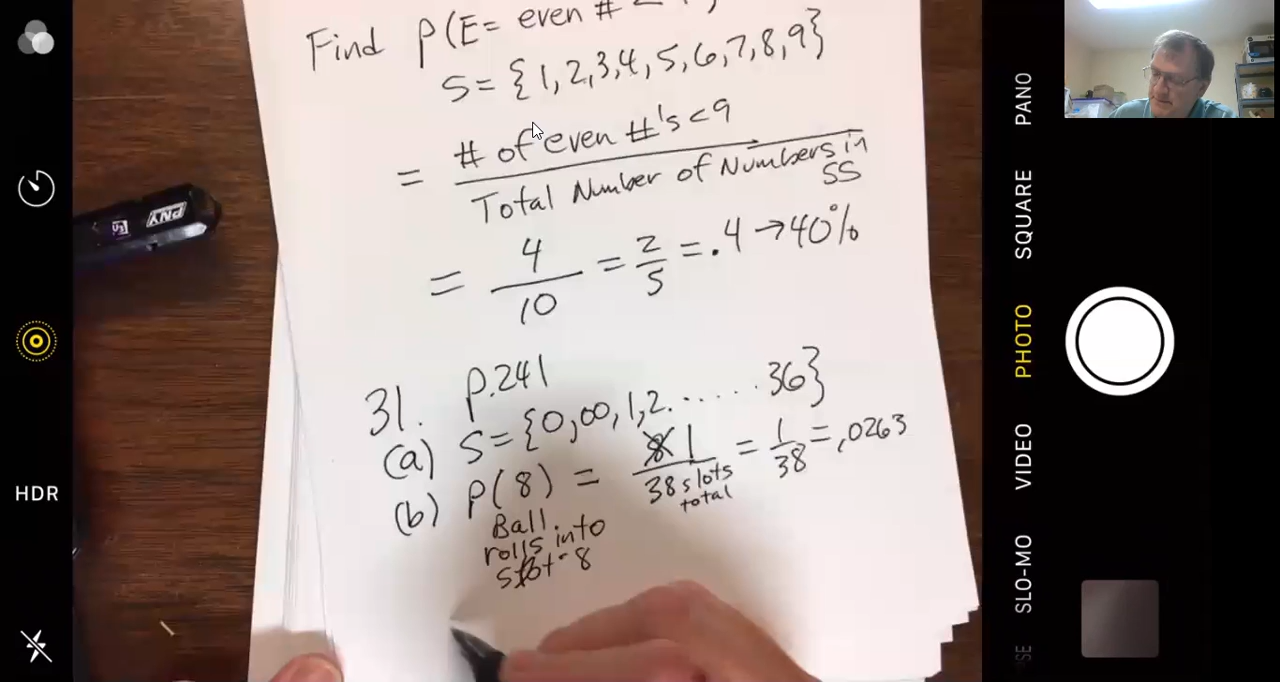 Find P(E= even #
S = {1,2,3,4,5,6,7,8,9}
= # of even #'s < 9
Total Number of Numbers in
SS
= 4/10 = 2/5 = .4 → 40%
31. p.241
(a) S = {0,00,1,2. . . . . . 36}
(b) P(8) = 1 / 38 slots total = 1/38 = .0263
Ball
rolls into
slot-8
PNY
HDR
SLO-MO
VIDEO
PHOTO
SQUARE
PANO